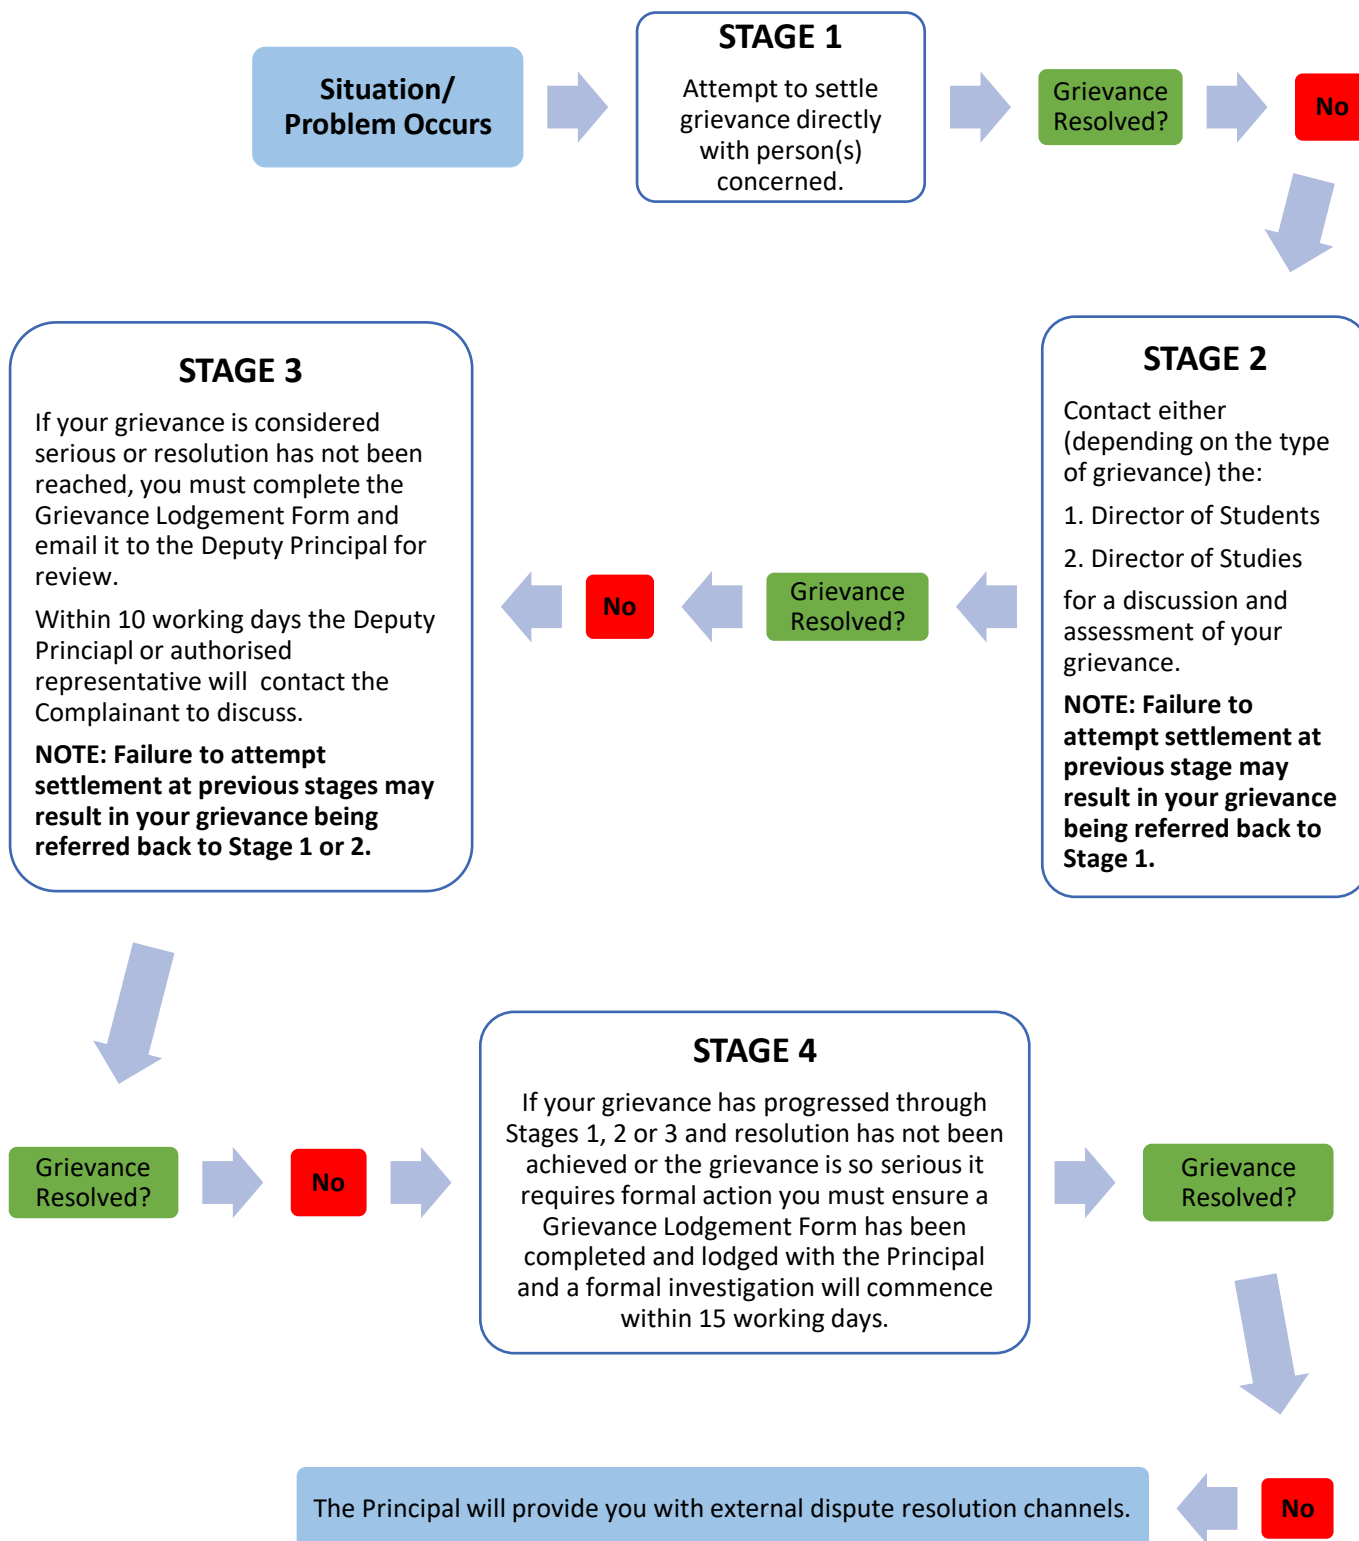 Situation/
Problem Occurs
STAGE 1
Attempt to settle
grievance directly
with person(s)
concerned.
Grievance
Resolved?
No
STAGE 2
Contact either
(depending on the type
of grievance) the:
1. Director of Students
2. Director of Studies
for a discussion and
assessment of your
grievance.
NOTE: Failure to
attempt settlement at
previous stage may
result in your grievance
being referred back to
Stage 1.
Grievance
Resolved?
No
STAGE 3
If your grievance is considered
serious or resolution has not been
reached, you must complete the
Grievance Lodgement Form and
email it to the Deputy Principal for
review.
Within 10 working days the Deputy
Princiapl or authorised
representative will  contact the
Complainant to discuss.
NOTE: Failure to attempt
settlement at previous stages may
result in your grievance being
referred back to Stage 1 or 2.
Grievance
Resolved?
No
STAGE 4
If your grievance has progressed through
Stages 1, 2 or 3 and resolution has not been
achieved or the grievance is so serious it
requires formal action you must ensure a
Grievance Lodgement Form has been
completed and lodged with the Principal
and a formal investigation will commence
within 15 working days.
Grievance
Resolved?
No
The Principal will provide you with external dispute resolution channels.